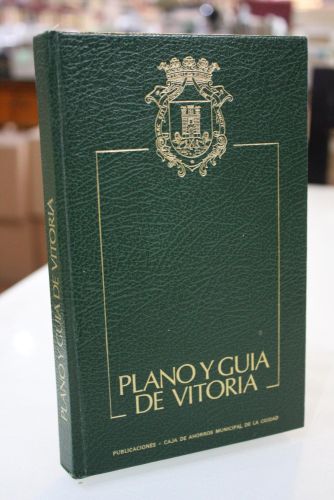 PLANO Y GUIA DE VITORIA
PLANO Y GUIA
DE VITORIA
PUBLICACIONES - CAJA DE AHORROS MUNICIPAL DE LA CIUDAD